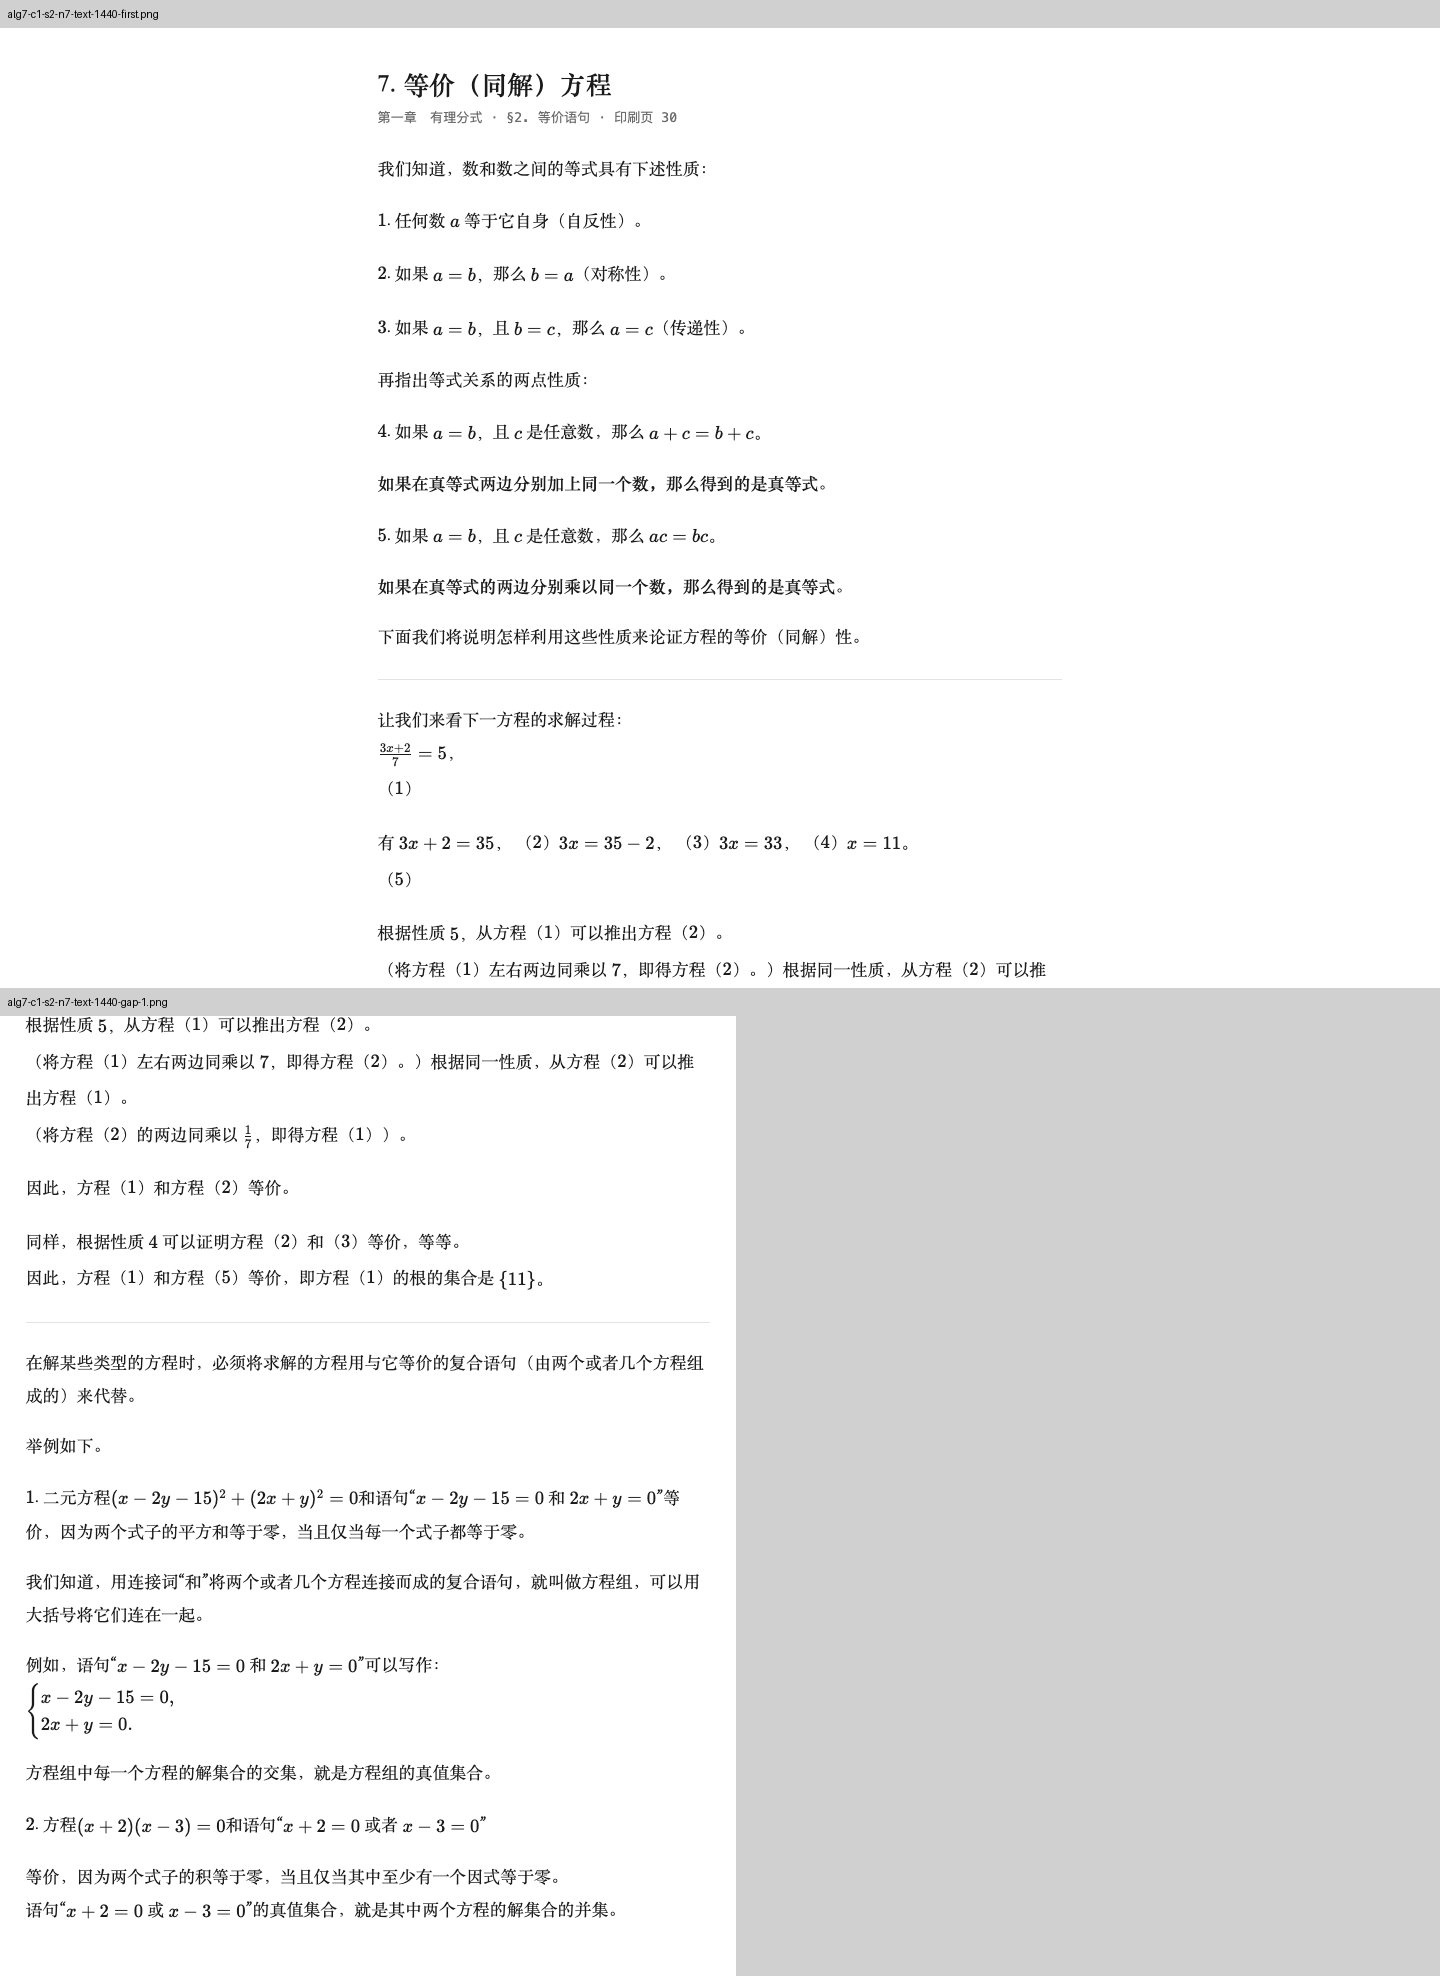 alg7-c1-s2-n7-text-1440-first.png
7. 等价（同解）方程
第一章 有理分式 · §2. 等价语句 · 印刷页 30
我们知道，数和数之间的等式具有下述性质：
1. 任何数 a 等于它自身（自反性）。
2. 如果 a = b，那么 b = a（对称性）。
3. 如果 a = b，且 b = c，那么 a = c（传递性）。
再指出等式关系的两点性质：
4. 如果 a = b，且 c 是任意数，那么 a + c = b + c。
如果在真等式两边分别加上同一个数，那么得到的是真等式。
5. 如果 a = b，且 c 是任意数，那么 ac = bc。
如果在真等式的两边分别乘以同一个数，那么得到的是真等式。
下面我们将说明怎样利用这些性质来论证方程的等价（同解）性。
让我们来看下一方程的求解过程：
\frac{3x+2}{7} = 5，
（1）
有 3x + 2 = 35， （2）3x = 35 − 2， （3）3x = 33， （4）x = 11。
（5）
根据性质 5，从方程（1）可以推出方程（2）。
（将方程（1）左右两边同乘以 7，即得方程（2）。）根据同一性质，从方程（2）可以推
alg7-c1-s2-n7-text-1440-gap-1.png
根据性质 5，从方程（1）可以推出方程（2）。
（将方程（1）左右两边同乘以 7，即得方程（2）。）根据同一性质，从方程（2）可以推
出方程（1）。
（将方程（2）的两边同乘以 \frac{1}{7}，即得方程（1））。
因此，方程（1）和方程（2）等价。
同样，根据性质 4 可以证明方程（2）和（3）等价，等等。
因此，方程（1）和方程（5）等价，即方程（1）的根的集合是 {11}。
在解某些类型的方程时，必须将求解的方程用与它等价的复合语句（由两个或者几个方程组
成的）来代替。
举例如下。
1. 二元方程(x − 2y − 15)² + (2x + y)² = 0和语句“x − 2y − 15 = 0 和 2x + y = 0”等
价，因为两个式子的平方和等于零，当且仅当每一个式子都等于零。
我们知道，用连接词“和”将两个或者几个方程连接而成的复合语句，就叫做方程组，可以用
大括号将它们连在一起。
例如，语句“x − 2y − 15 = 0 和 2x + y = 0”可以写作：
{x − 2y − 15 = 0,
2x + y = 0.
方程组中每一个方程的解集合的交集，就是方程组的真值集合。
2. 方程(x + 2)(x − 3) = 0和语句“x + 2 = 0 或者 x − 3 = 0”
等价，因为两个式子的积等于零，当且仅当其中至少有一个因式等于零。
语句“x + 2 = 0 或 x − 3 = 0”的真值集合，就是其中两个方程的解集合的并集。